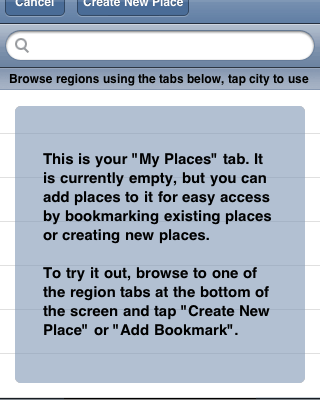 Cancel
Create New Place
Browse regions using the tabs below, tap city to use
This is your "My Places" tab. It
is currently empty, but you can
add places to it for easy access
by bookmarking existing places
or creating new places.
To try it out, browse to one of
the region tabs at the bottom of
the screen and tap "Create New
Place" or "Add Bookmark".